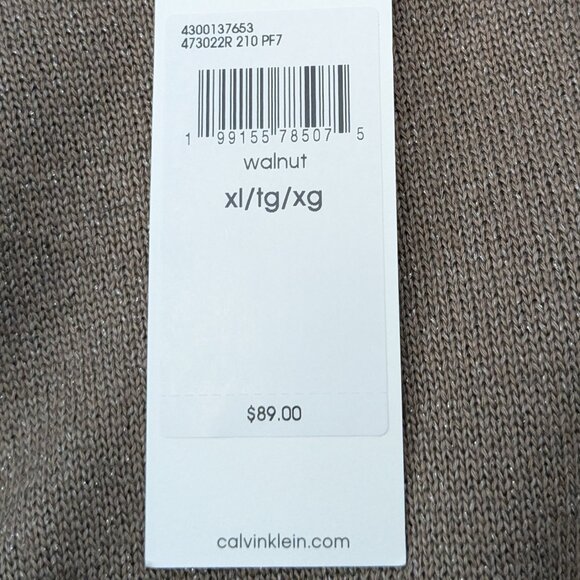 4300137653
473022R 210 PF7
1 99155 78507 5
walnut
xl/tg/xg
$89.00
calvinklein.com